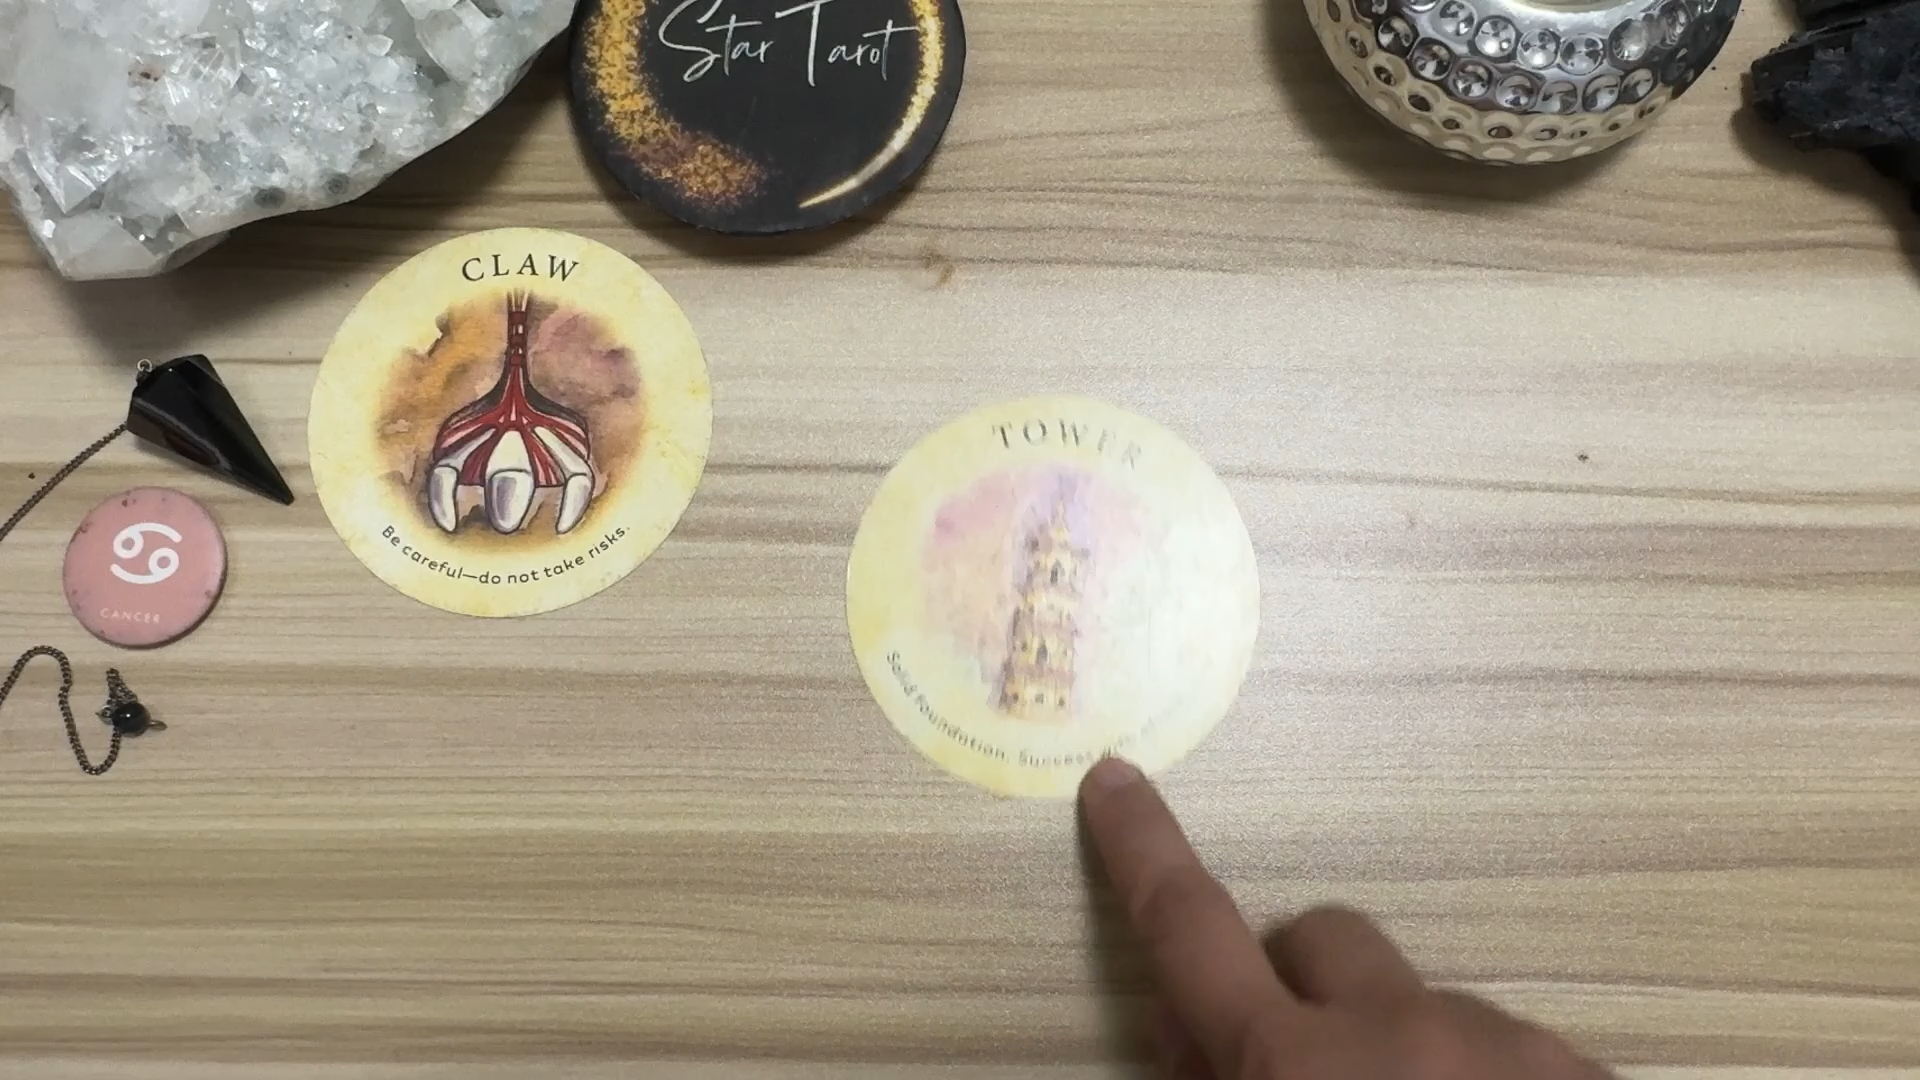 Star Tarot
CLAW
Be careful—do not take risks.
TOWER
Solid Foundation. Success
CANCER